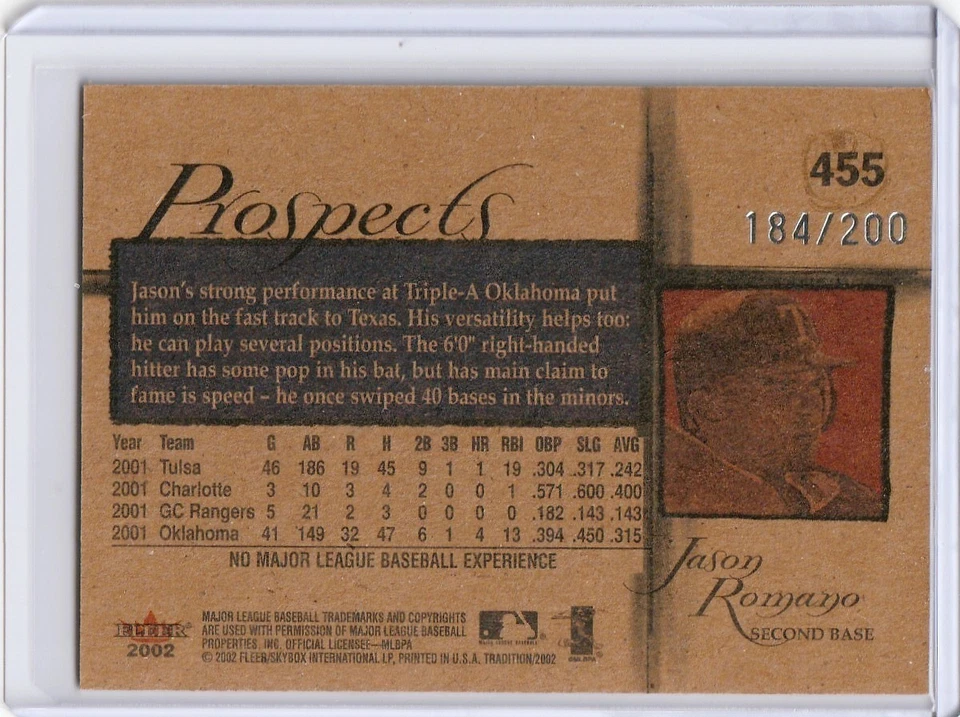 Prospects
455
184/200
Jason's strong performance at Triple-A Oklahoma put
him on the fast track to Texas. His versatility helps too:
he can play several positions. The 6'0" right-handed
hitter has some pop in his bat, but has main claim to
fame is speed – he once swiped 40 bases in the minors.
Year Team G AB R H 2B 3B HR RBI OBP SLG AVG
2001 Tulsa 46 186 19 45 9 1 1 19 .304 .317 .242
2001 Charlotte 3 10 3 4 2 0 0 1 .571 .600 .400
2001 GC Rangers 5 21 2 3 0 0 0 0 .182 .143 .143
2001 Oklahoma 41 149 32 47 6 1 4 13 .394 .450 .315
NO MAJOR LEAGUE BASEBALL EXPERIENCE
Jason
Romano
SECOND BASE
FLEER
2002
MAJOR LEAGUE BASEBALL TRADEMARKS AND COPYRIGHTS
ARE USED WITH PERMISSION OF MAJOR LEAGUE BASEBALL
PROPERTIES, INC. OFFICIAL LICENSEE—MLBPA
© 2002 FLEER/SKYBOX INTERNATIONAL LP, PRINTED IN U.S.A. TRADITION/2002